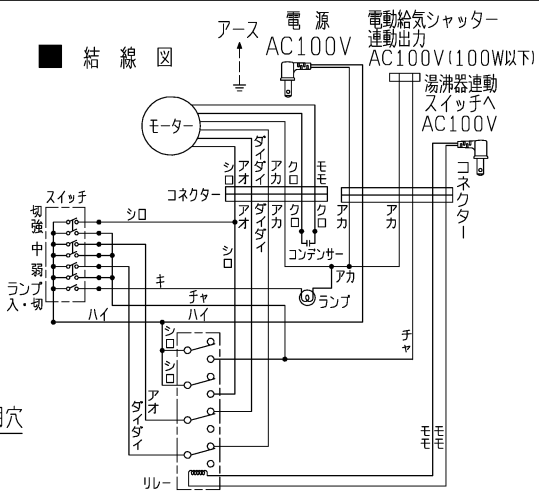 ■ 結線図
アース
電源
AC100V
電動給気シャッター
連動出力
AC100V(100W以下)
湯沸器連動
スイッチへ
AC100V
モーター
シロ
アオ
ダイダイ
アカ
クロ
モモ
コネクター
コネクター
アオ
ダイダイ
アカ
クロ
クロ
アカ
アカ
コンデンサー
スイッチ
切
強
中
弱
ランプ
入・切
シロ
シロ
キ
チャ
ハイ
ハイ
アカ
ランプ
チャ
シロ
シロ
アオ
ダイダイ
リレー
モモ
モモ